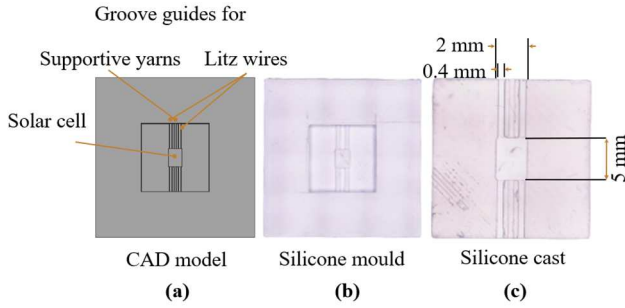 Groove guides for
Supportive yarns
Litz wires
Solar cell
2 mm
0.4 mm
5 mm
CAD model
Silicone mould
Silicone cast
(a)
(b)
(c)